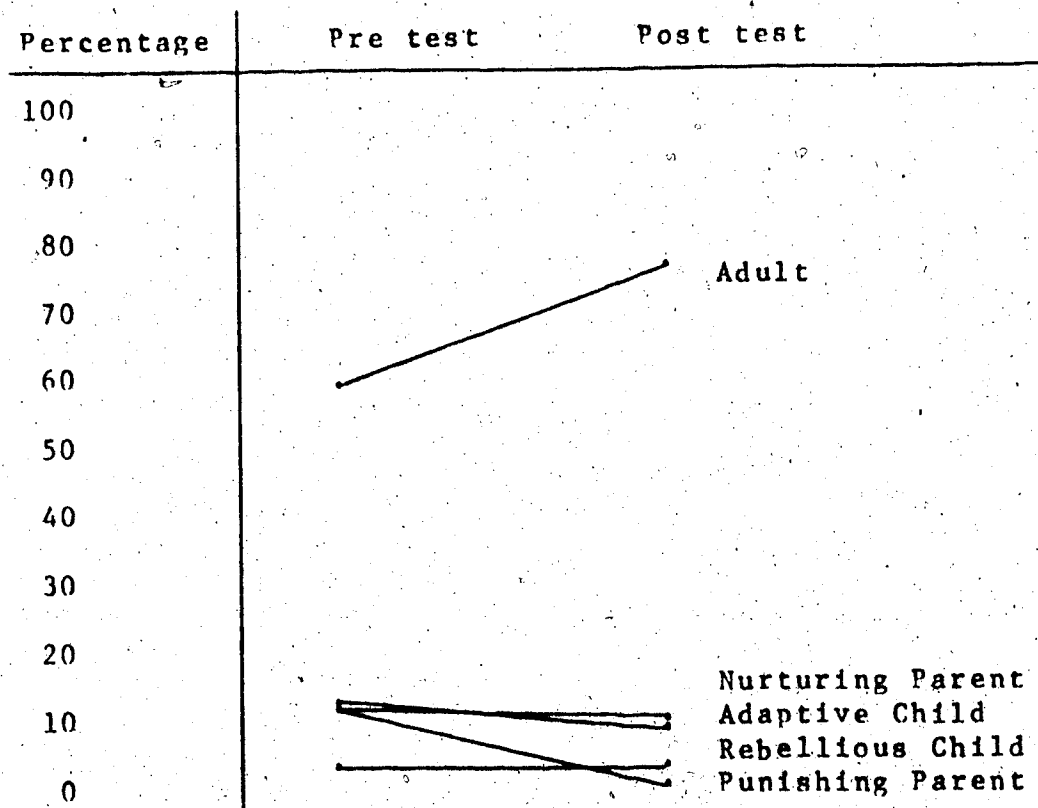 Percentage Pre test Post test
100
90
80
Adult
70
60
50
40
30
20
Nurturing Parent
10 Adaptive Child
Rebellious Child
0 Punishing Parent